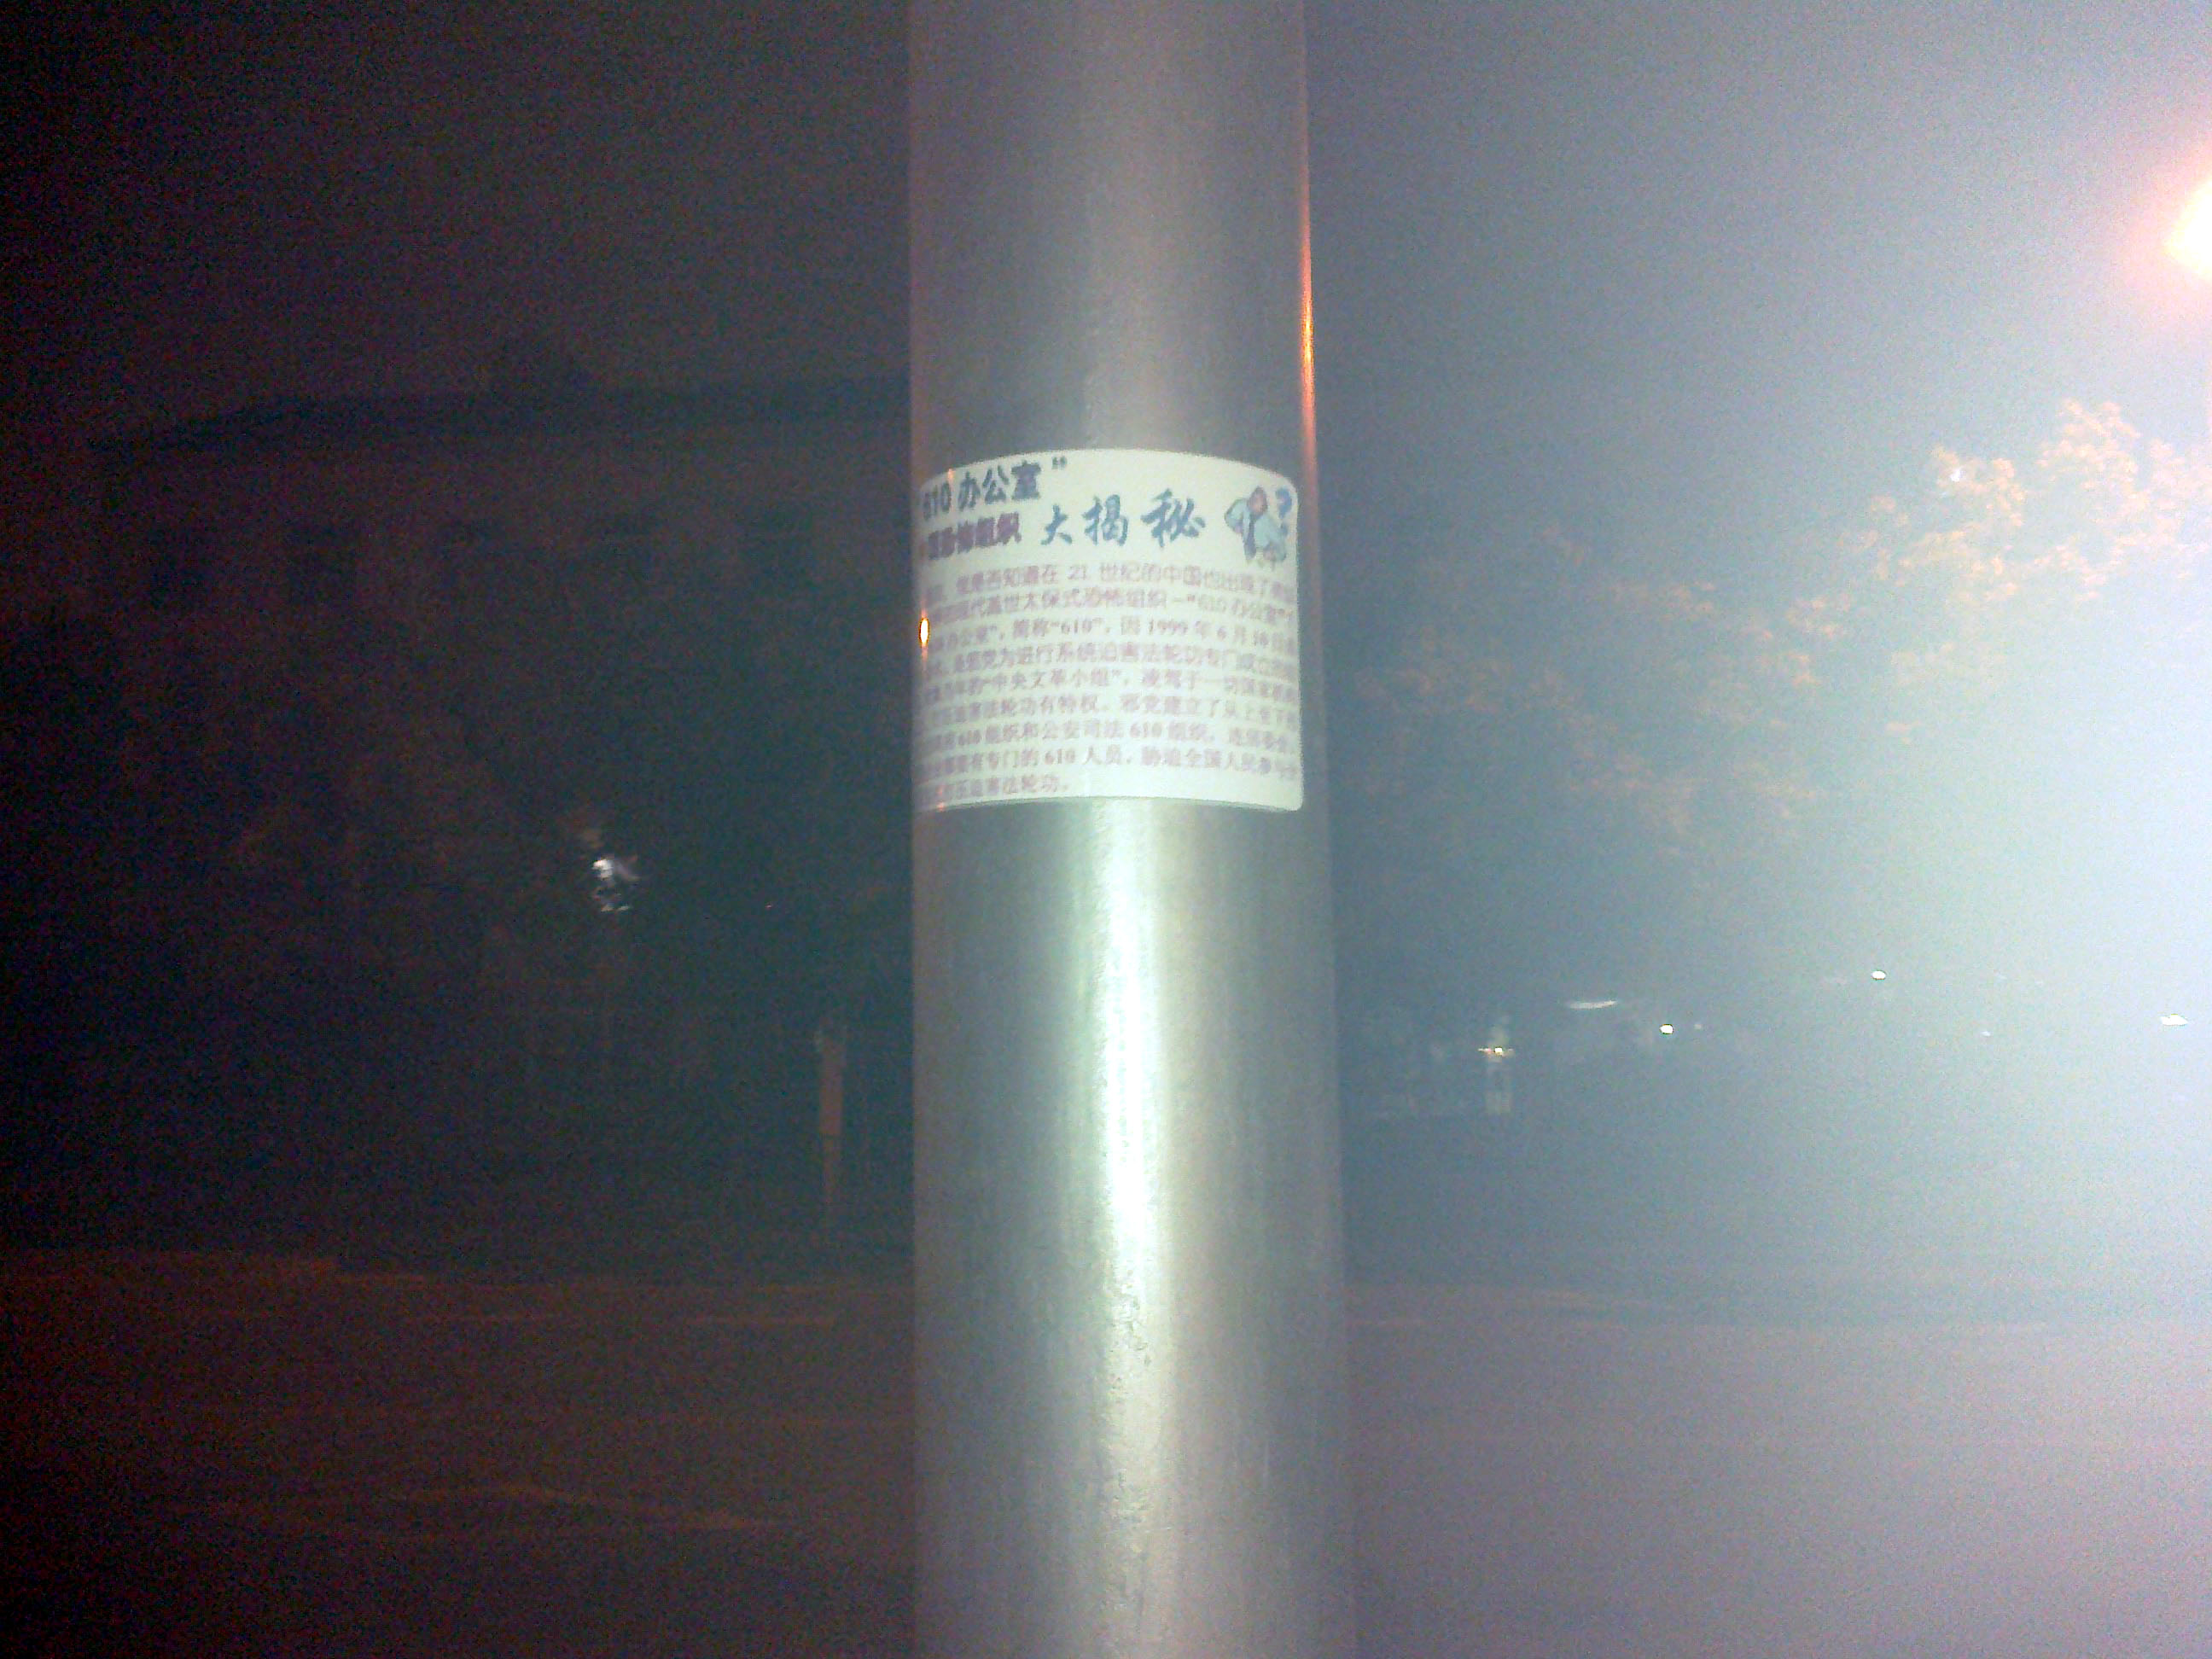 "610 办公室"
恐怖组织 大揭秘
您是否知道在 21 世纪的中国也出现了
现代盖世太保式恐怖组织－"610 办公室"
办公室"，简称"610"，因 1999 年 6 月 10 日
党为进行系统迫害法轮功专门成立
当年的"中央文革小组"，凌驾于一切国家
迫害法轮功有特权。邪党建立了从上至下
610 组织和公安司法 610 组织，连
都要有专门的 610 人员，胁迫全国人民参与
迫害法轮功。